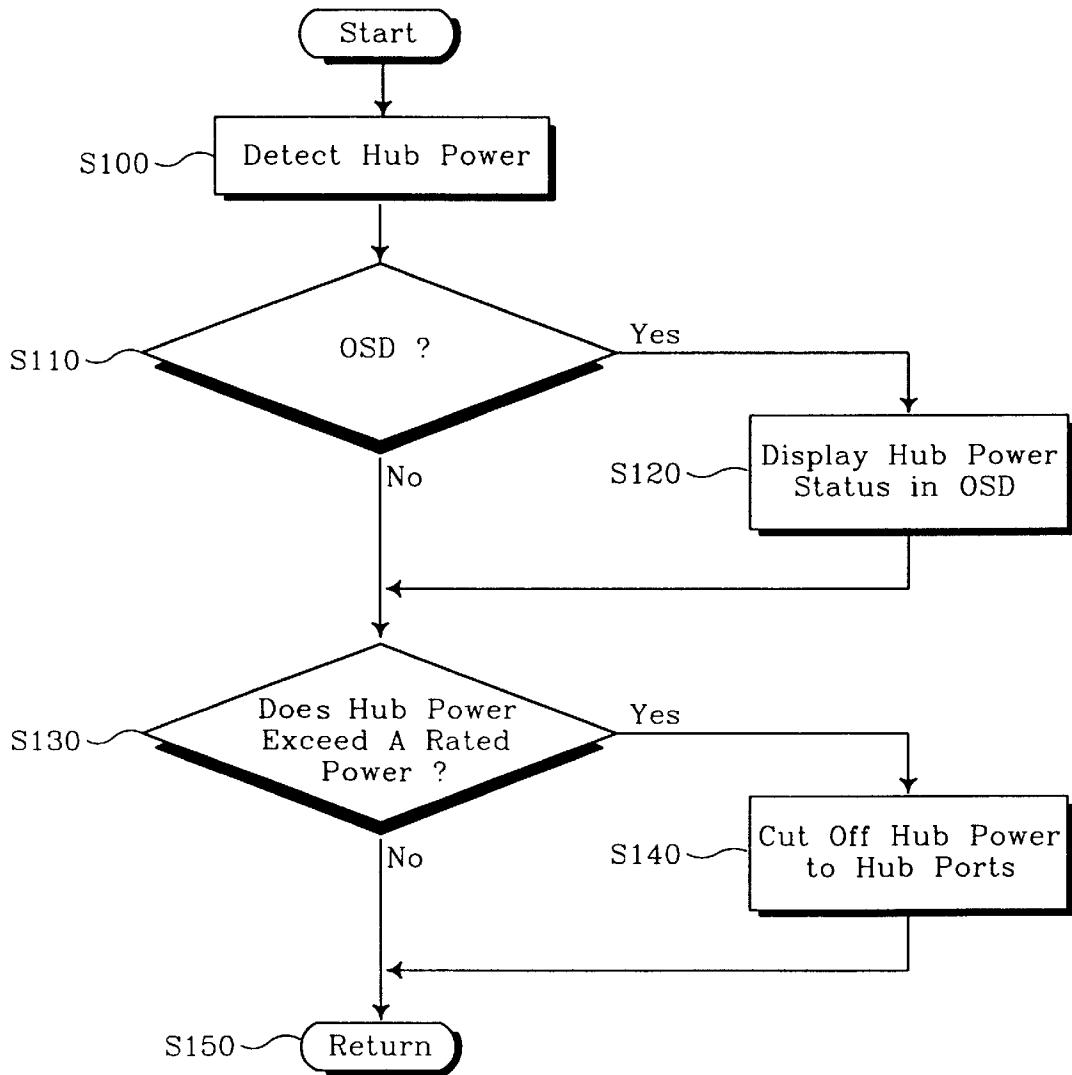 Start
S100
Detect Hub Power
S110
OSD ?
Yes
No
S120
Display Hub Power
Status in OSD
S130
Does Hub Power
Exceed A Rated
Power ?
Yes
No
S140
Cut Off Hub Power
to Hub Ports
S150
Return